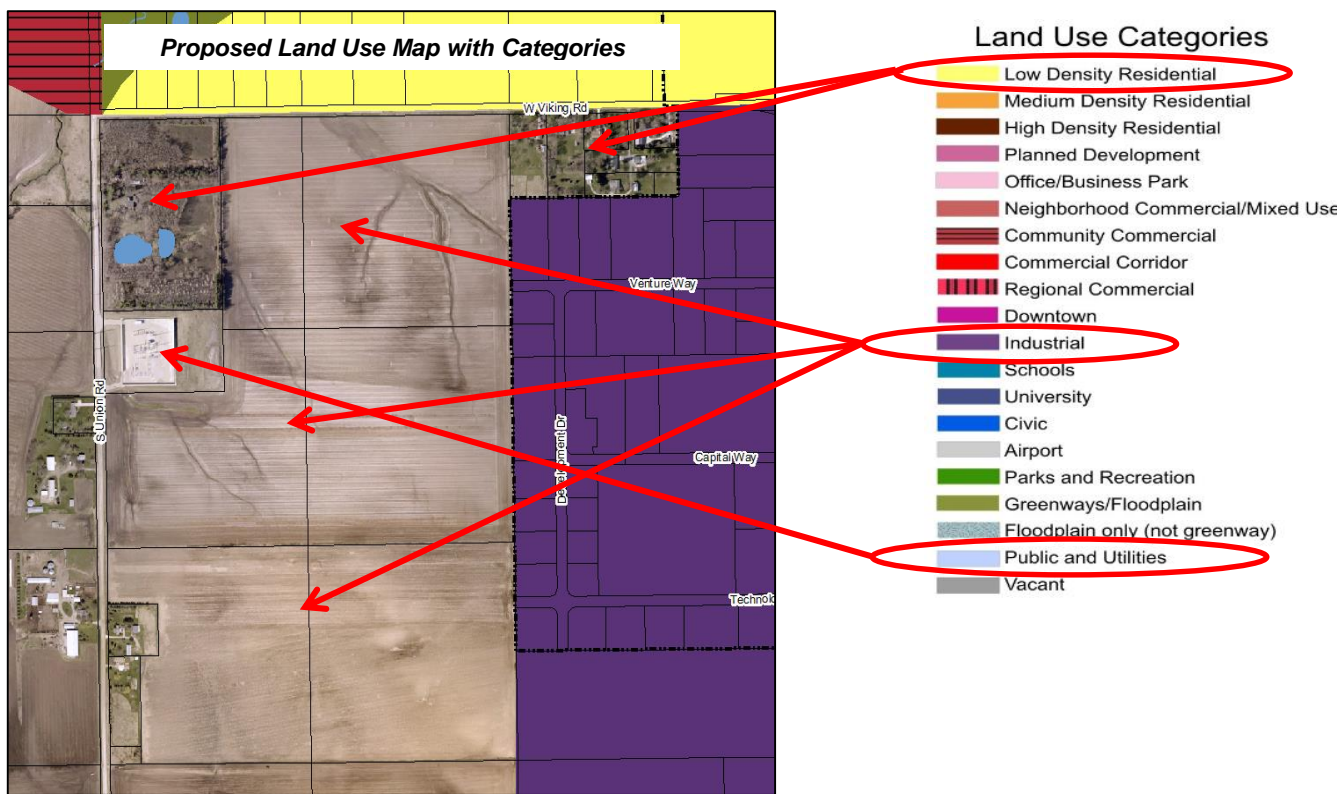 Proposed Land Use Map with Categories
W Viking Rd
Venture Way
S Union Rd
Development Dr
Capital Way
Technolo
Land Use Categories
Low Density Residential
Medium Density Residential
High Density Residential
Planned Development
Office/Business Park
Neighborhood Commercial/Mixed Use
Community Commercial
Commercial Corridor
Regional Commercial
Downtown
Industrial
Schools
University
Civic
Airport
Parks and Recreation
Greenways/Floodplain
Floodplain only (not greenway)
Public and Utilities
Vacant